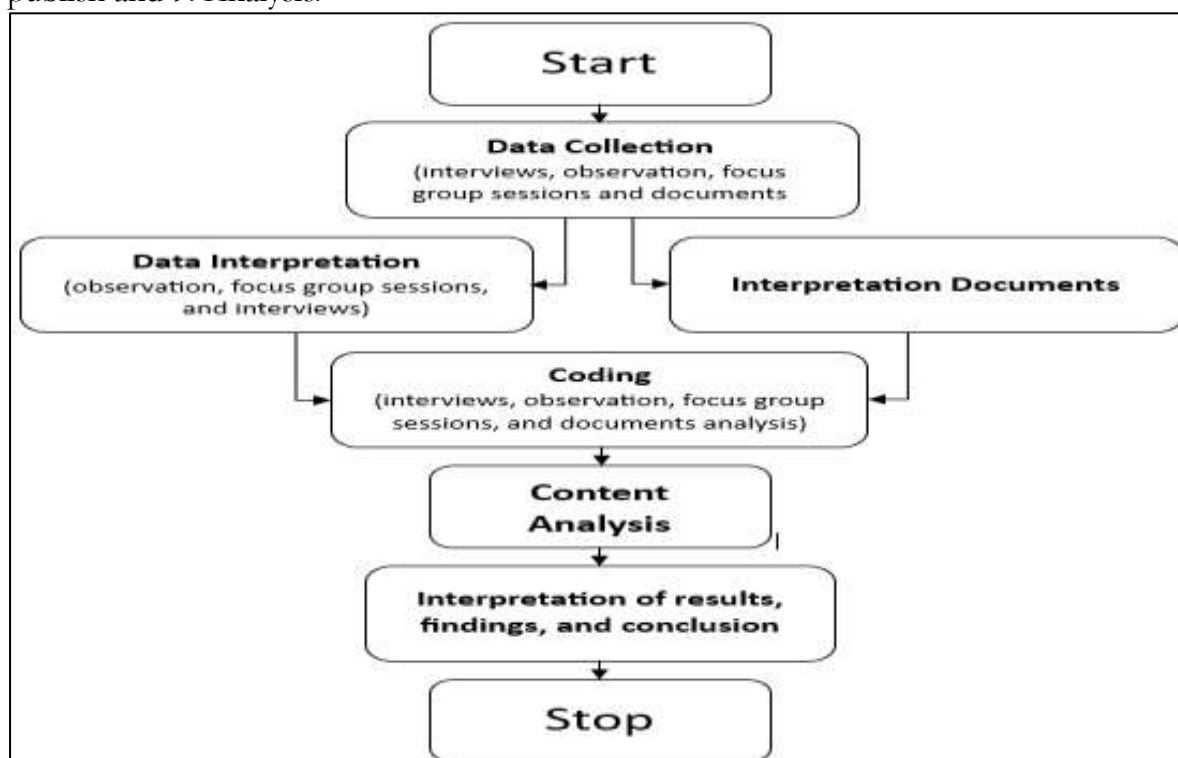 Start
Data Collection
(interviews, observation, focus
group sessions and documents
Data Interpretation
(observation, focus group sessions,
and interviews)
Interpretation Documents
Coding
(interviews, observation, focus group
sessions, and documents analysis)
Content
Analysis
Interpretation of results,
findings, and conclusion
Stop